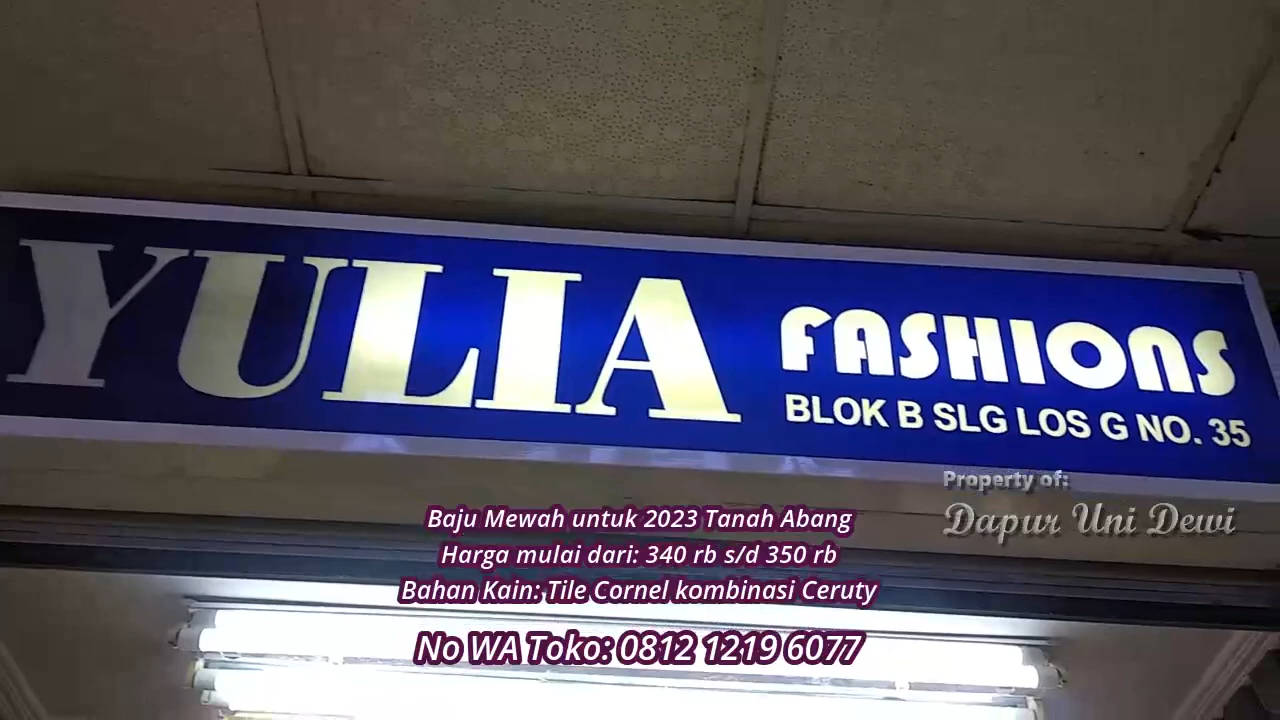 YULIA FASHIONS
BLOK B SLG LOS G NO. 35
Property of:
Dapur Uni Dewi
Baju Mewah untuk 2023 Tanah Abang
Harga mulai dari: 340 rb s/d 350 rb
Bahan Kain: Tile Cornel kombinasi Ceruty
No WA Toko: 0812 1219 6077